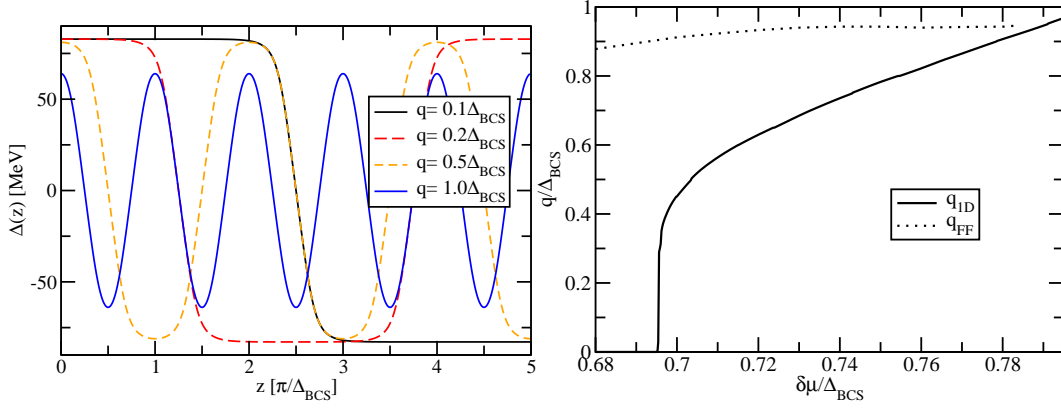 Δ(z) [MeV]
50
0
-50
0
1
2
3
4
5
z [π/Δ_BCS]
q= 0.1Δ_BCS
q= 0.2Δ_BCS
q= 0.5Δ_BCS
q= 1.0Δ_BCS
q/Δ_BCS
1
0.8
0.6
0.4
0.2
0
0.68
0.7
0.72
0.74
0.76
0.78
δμ/Δ_BCS
q_1D
q_FF